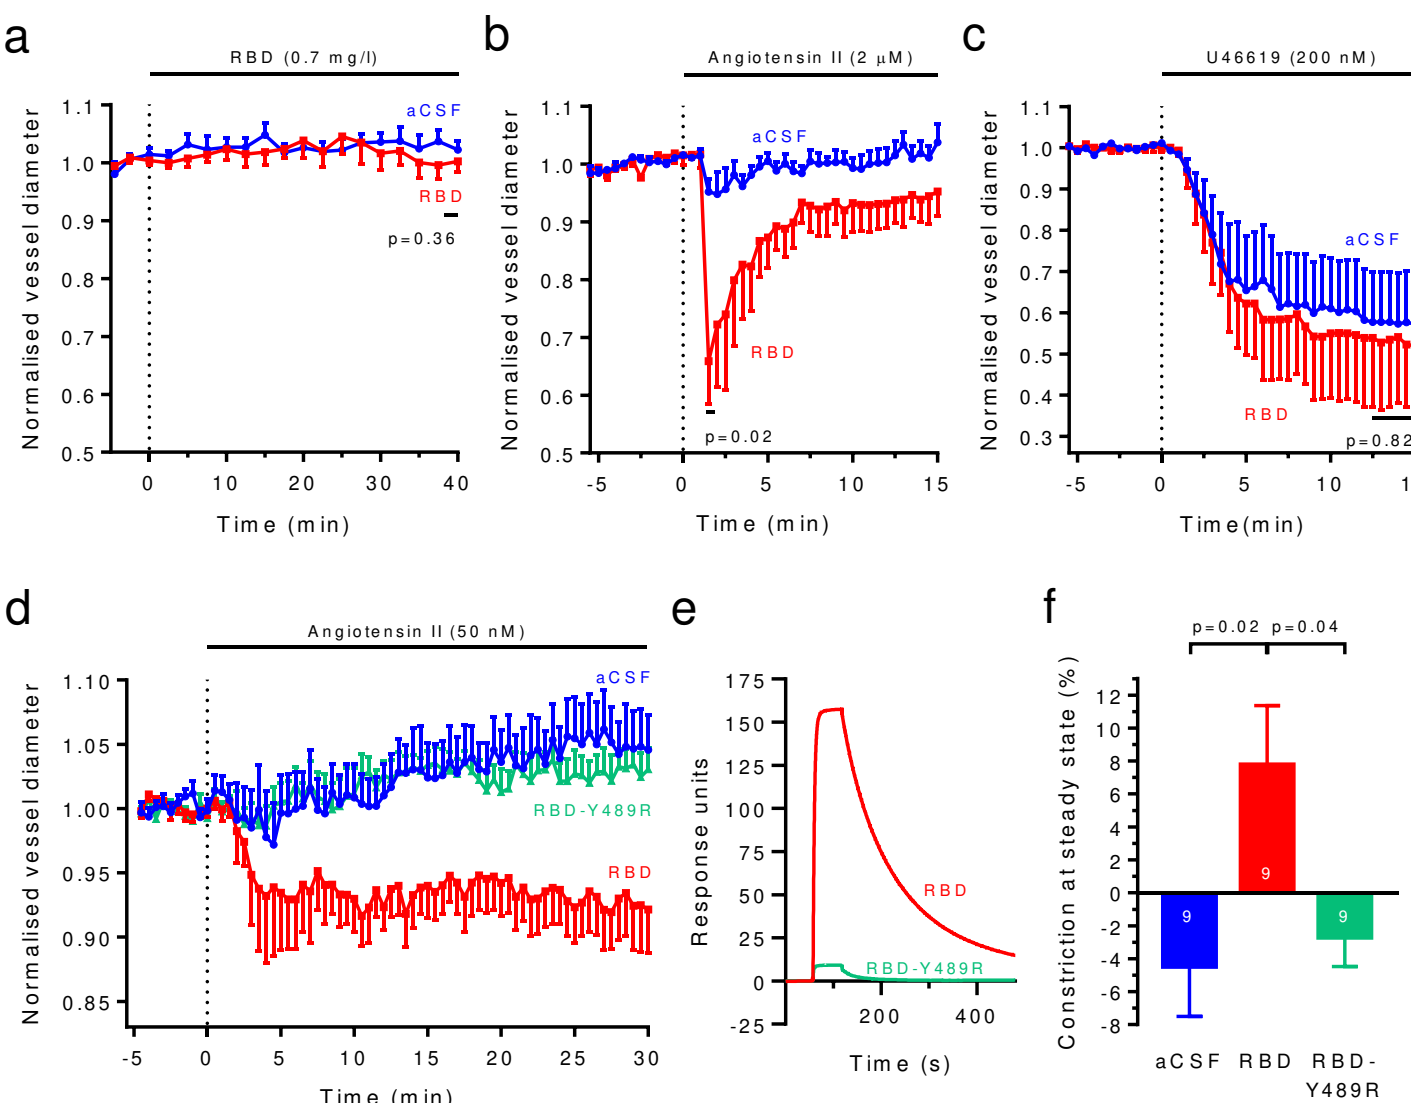 a
RBD (0.7 mg/l)
Normalised vessel diameter
1.1
1.0
0.9
0.8
0.7
0.6
0.5
aCSF
RBD
p=0.36
0 10 20 30 40
Time (min)
b
Angiotensin II (2 μM)
Normalised vessel diameter
1.1
1.0
0.9
0.8
0.7
0.6
0.5
aCSF
RBD
p=0.02
-5 0 5 10 15
Time (min)
c
U46619 (200 nM)
Normalised vessel diameter
1.1
1.0
0.9
0.8
0.7
0.6
0.5
0.4
0.3
aCSF
RBD
p=0.82
-5 0 5 10 1
Time(min)
d
Angiotensin II (50 nM)
Normalised vessel diameter
1.10
1.05
1.00
0.95
0.90
0.85
aCSF
RBD-Y489R
RBD
-5 0 5 10 15 20 25 30
Time (min)
e
Response units
175
150
125
100
75
50
25
0
-25
RBD
RBD-Y489R
200 400
Time (s)
f
p=0.02 p=0.04
Constriction at steady state (%)
12
10
8
6
4
2
0
-2
-4
-6
-8
9
9
9
aCSF RBD RBD-
Y489R